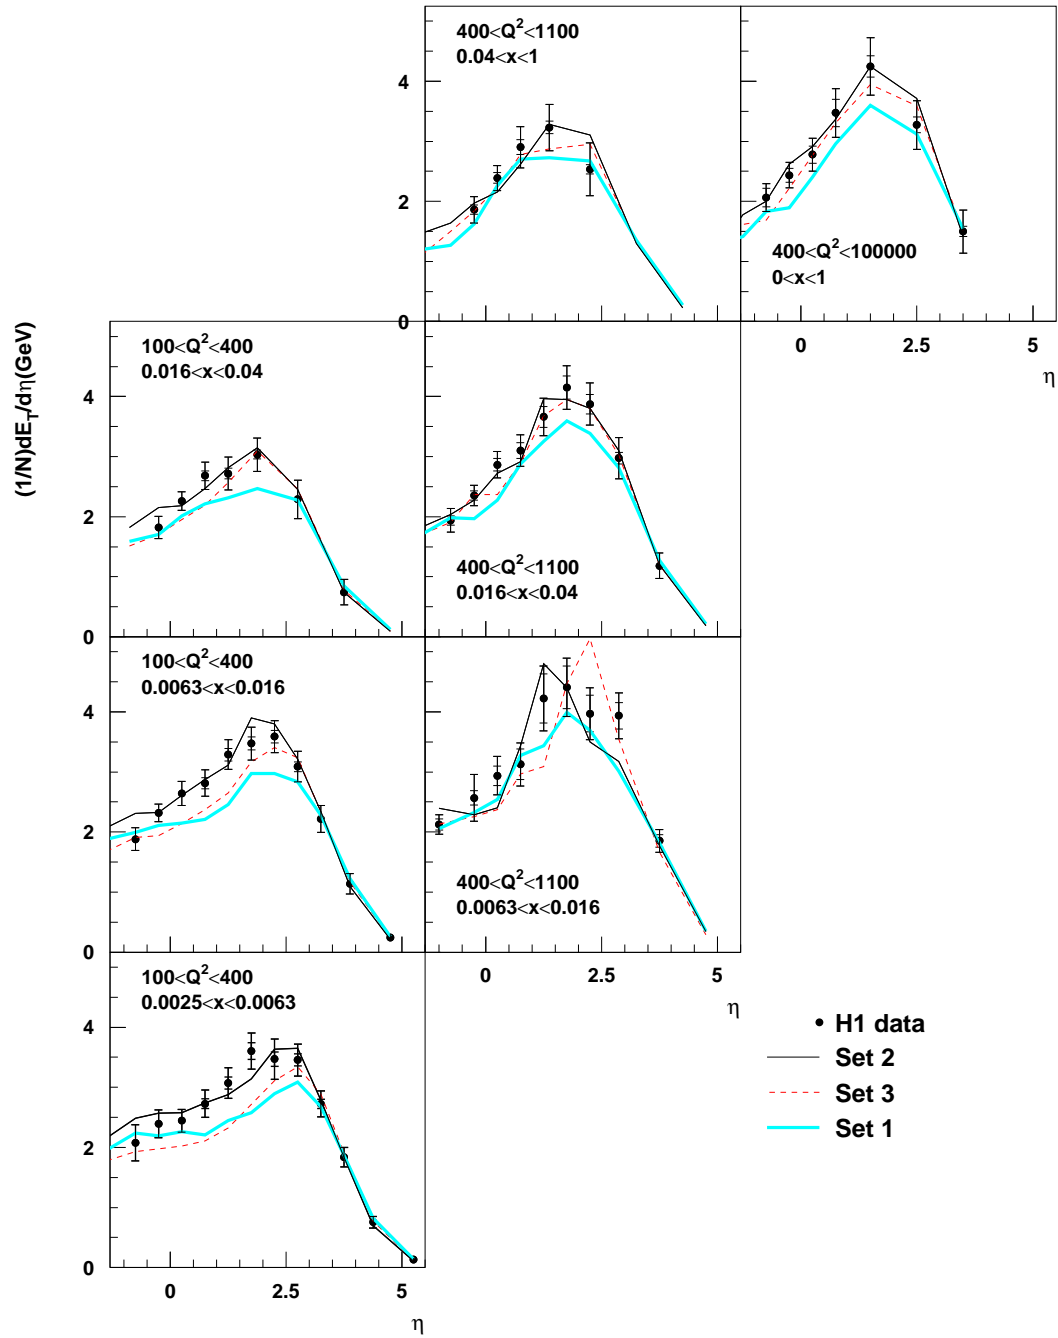 (1/N)dE_T/dη(GeV)
400<Q²<1100
0.04<x<1
4
2
0
400<Q²<100000
0<x<1
0 2.5 5
η
100<Q²<400
0.016<x<0.04
4
2
0
400<Q²<1100
0.016<x<0.04
100<Q²<400
0.0063<x<0.016
4
2
0
400<Q²<1100
0.0063<x<0.016
0 2.5 5
η
100<Q²<400
0.0025<x<0.0063
4
2
0
0 2.5 5
η
H1 data
Set 2
Set 3
Set 1